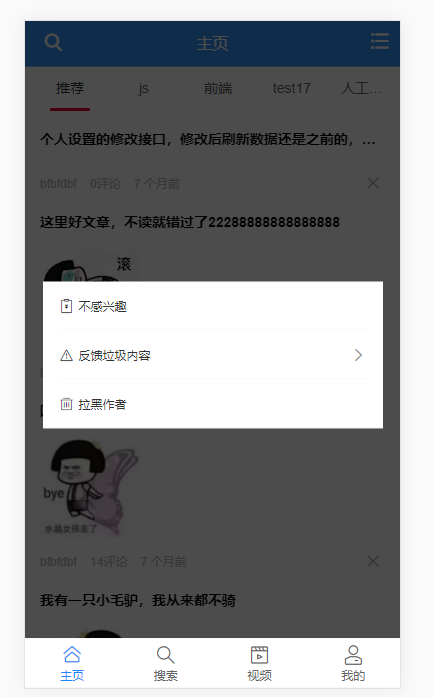 主页
推荐 js 前端 test17 人工...
个人设置的修改接口，修改后刷新数据还是之前的，...
bfbfdbf 0评论 7 个月前
这里好文章，不读就错过了22288888888888888
滚
不感兴趣
反馈垃圾内容
拉黑作者
bye
水晶女孩走了
bfbfdbf 14评论 7 个月前
我有一只小毛驴，我从来都不骑
主页 搜索 视频 我的